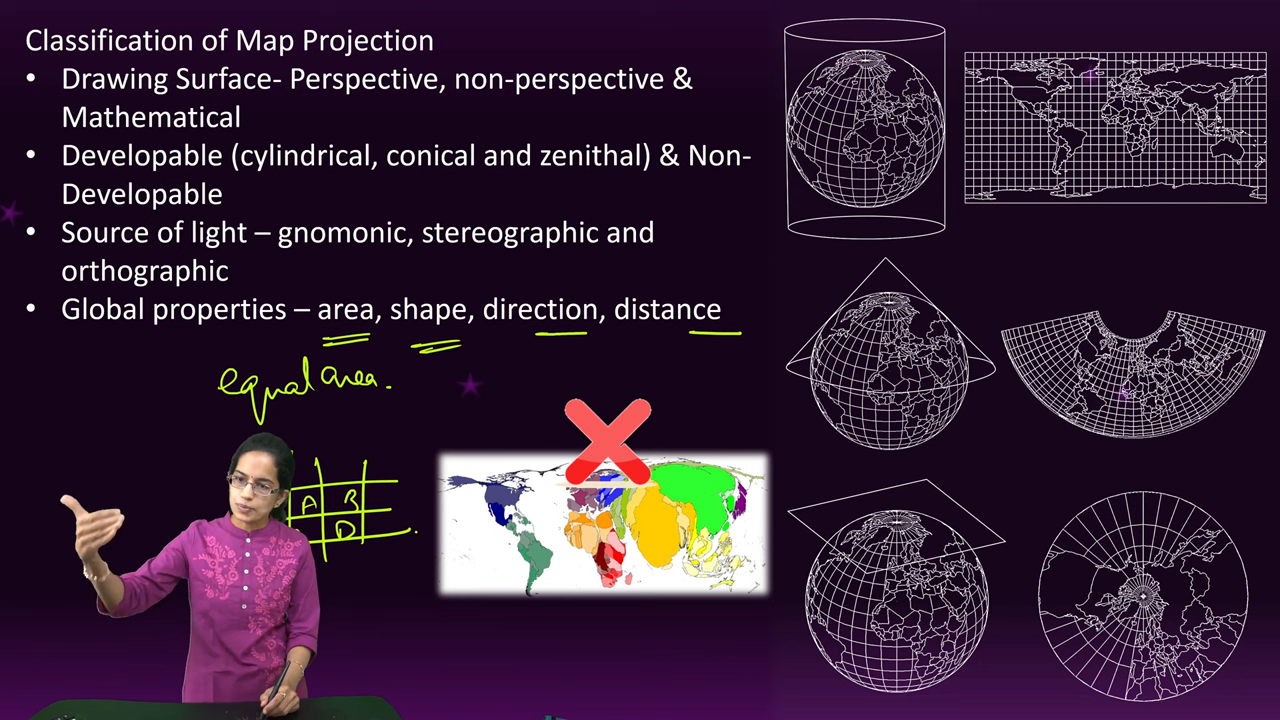 Classification of Map Projection
• Drawing Surface- Perspective, non-perspective &
Mathematical
• Developable (cylindrical, conical and zenithal) & Non-
Developable
• Source of light – gnomonic, stereographic and
orthographic
• Global properties – area, shape, direction, distance
equal area.
A B
D